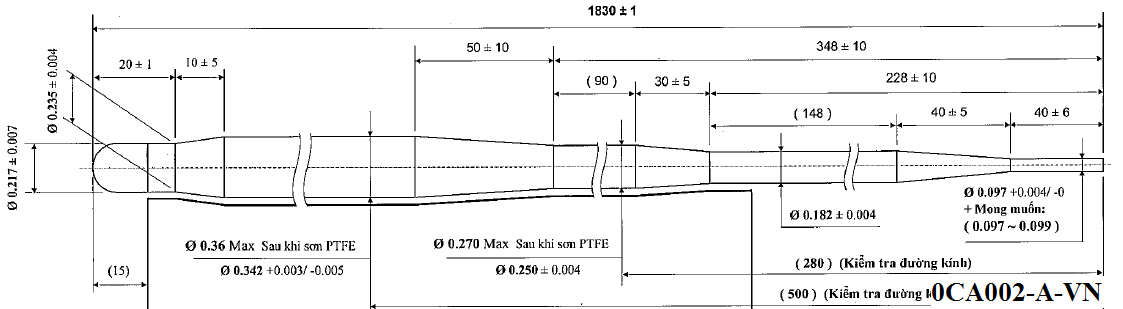 1830 ± 1
50 ± 10
348 ± 10
20 ± 1
10 ± 5
( 90 )
30 ± 5
228 ± 10
( 148 )
40 ± 5
40 ± 6
Ø 0.235 ± 0.004
Ø 0.217 ± 0.007
Ø 0.097 +0.004/ -0
+ Mong muốn:
( 0.097 ~ 0.099 )
Ø 0.182 ± 0.004
Ø 0.36 Max Sau khi sơn PTFE
Ø 0.342 +0.003/ -0.005
Ø 0.270 Max Sau khi sơn PTFE
Ø 0.250 ± 0.004
(15)
( 280 ) (Kiểm tra đường kính)
( 500 ) (Kiểm tra đường
0CA002-A-VN